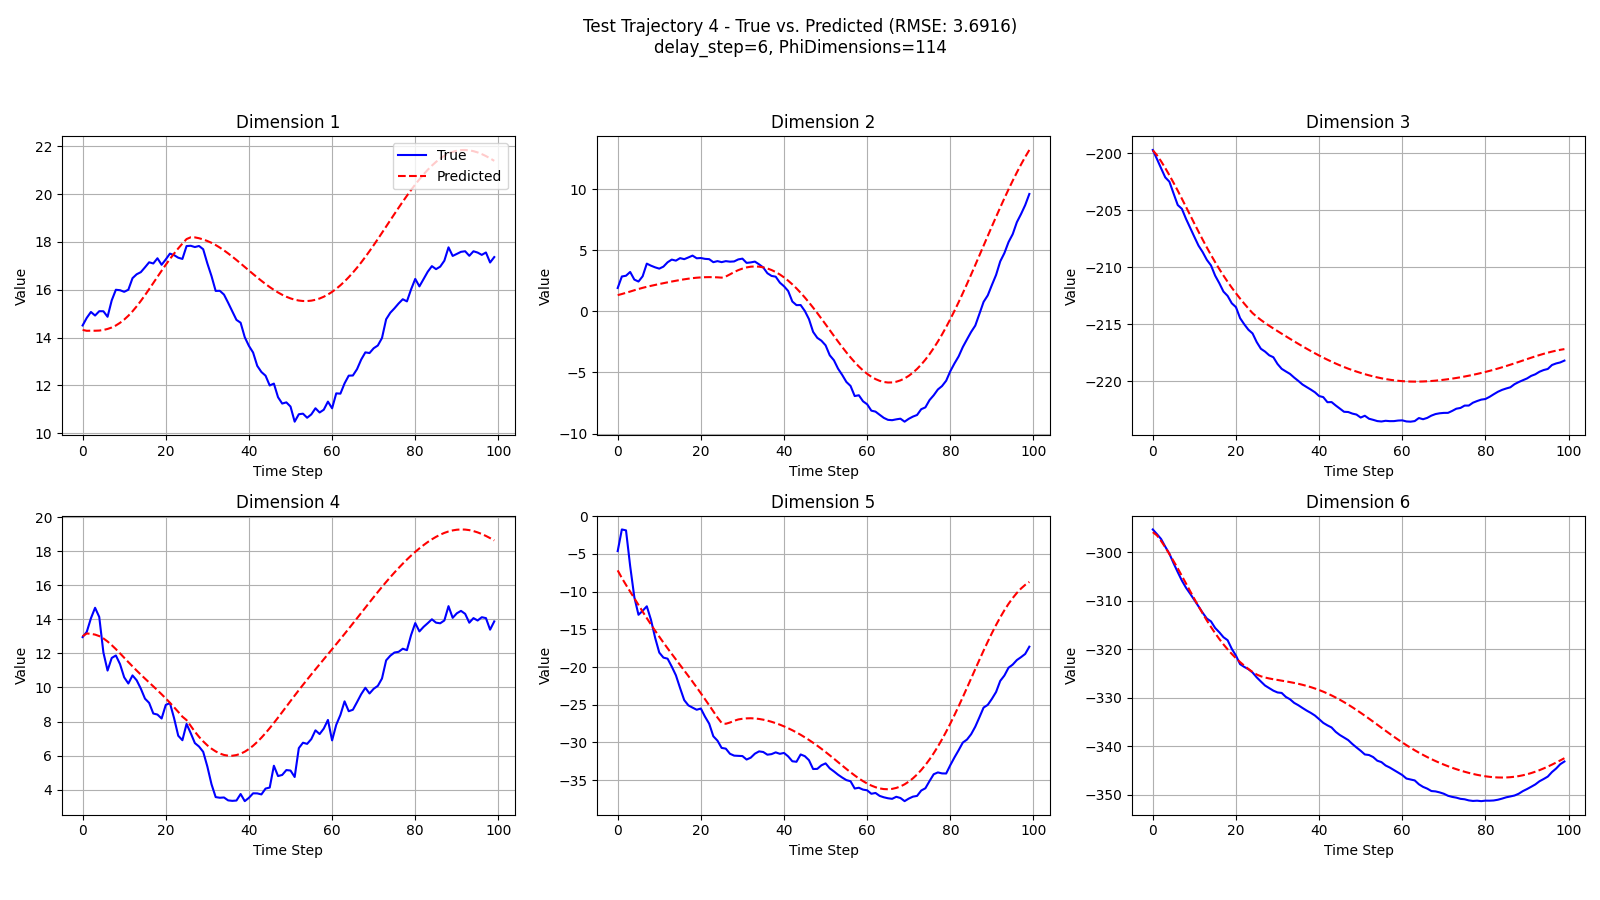 Test Trajectory 4 - True vs. Predicted (RMSE: 3.6916)
delay_step=6, PhiDimensions=114
Dimension 1
22
20
18
16
14
12
10
Value
0 20 40 60 80 100
Time Step
True
Predicted
Dimension 2
10
5
0
−5
−10
Value
0 20 40 60 80 100
Time Step
Dimension 3
−200
−205
−210
−215
−220
Value
0 20 40 60 80 100
Time Step
Dimension 4
20
18
16
14
12
10
8
6
4
Value
0 20 40 60 80 100
Time Step
Dimension 5
0
−5
−10
−15
−20
−25
−30
−35
Value
0 20 40 60 80 100
Time Step
Dimension 6
−300
−310
−320
−330
−340
−350
Value
0 20 40 60 80 100
Time Step